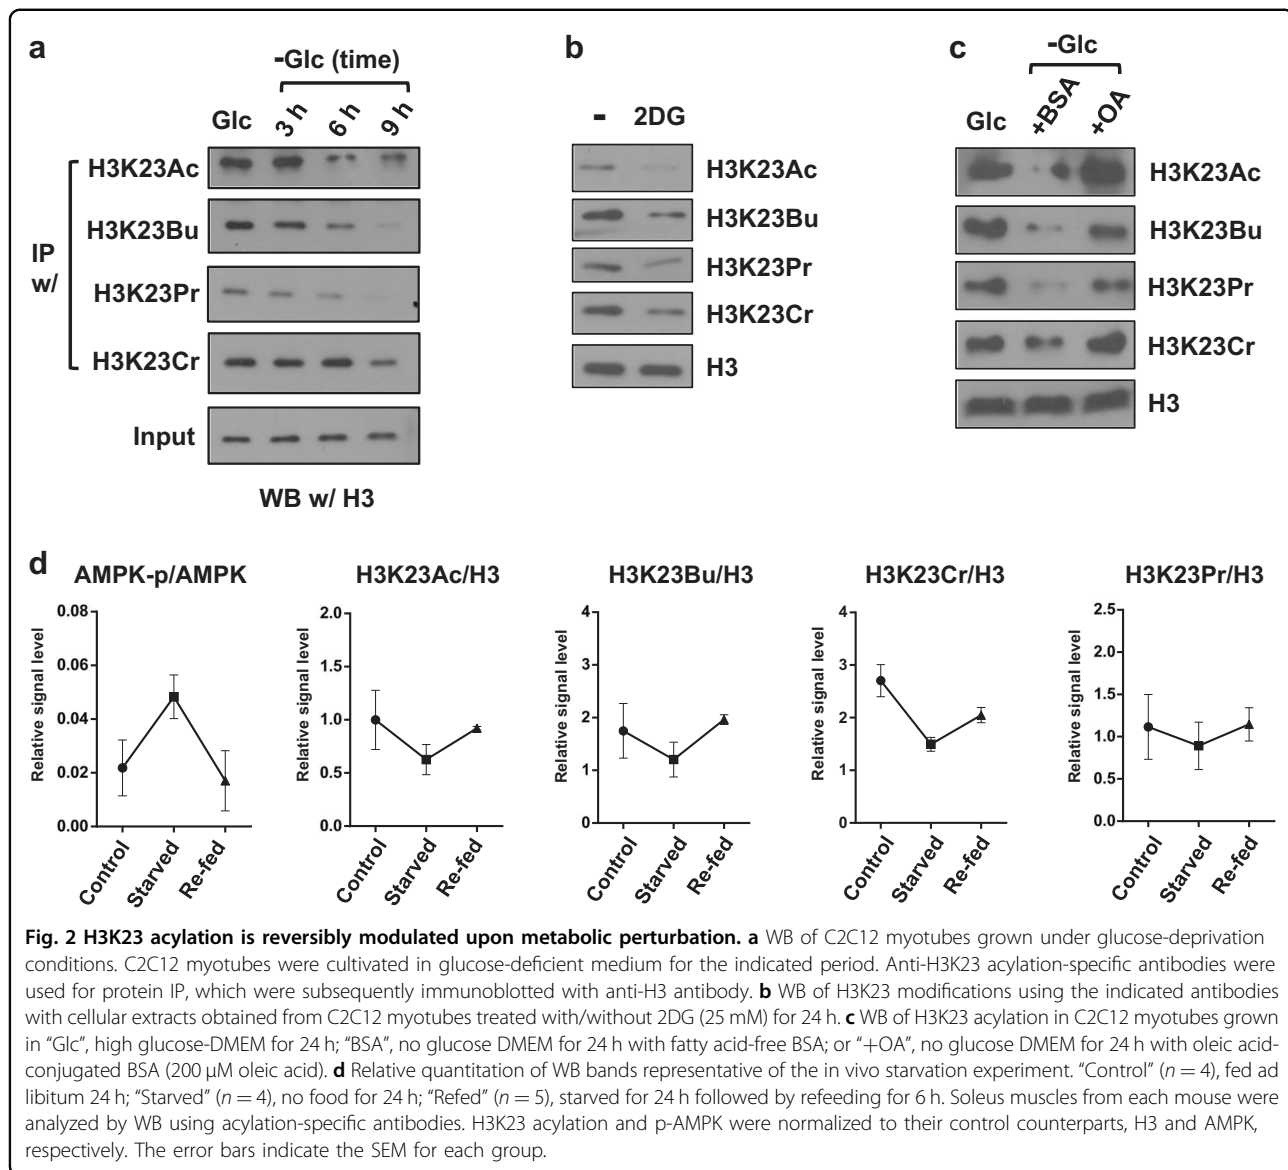 a
-Glc (time)
Glc 3 h 6 h 9 h
IP w/
H3K23Ac
H3K23Bu
H3K23Pr
H3K23Cr
Input
WB w/ H3
b
- 2DG
H3K23Ac
H3K23Bu
H3K23Pr
H3K23Cr
H3
c
-Glc
Glc +BSA +OA
H3K23Ac
H3K23Bu
H3K23Pr
H3K23Cr
H3
d
AMPK-p/AMPK
Relative signal level
0.08
0.06
0.04
0.02
0.00
Control Starved Re-fed
H3K23Ac/H3
Relative signal level
2.0
1.5
1.0
0.5
0.0
Control Starved Re-fed
H3K23Bu/H3
Relative signal level
4
3
2
1
0
Control Starved Re-fed
H3K23Cr/H3
Relative signal level
4
3
2
1
0
Control Starved Re-fed
H3K23Pr/H3
Relative signal level
2.5
2.0
1.5
1.0
0.5
0.0
Control Starved Re-fed
Fig. 2 H3K23 acylation is reversibly modulated upon metabolic perturbation. a WB of C2C12 myotubes grown under glucose-deprivation
conditions. C2C12 myotubes were cultivated in glucose-deficient medium for the indicated period. Anti-H3K23 acylation-specific antibodies were
used for protein IP, which were subsequently immunoblotted with anti-H3 antibody. b WB of H3K23 modifications using the indicated antibodies
with cellular extracts obtained from C2C12 myotubes treated with/without 2DG (25 mM) for 24 h. c WB of H3K23 acylation in C2C12 myotubes grown
in “Glc”, high glucose-DMEM for 24 h; “BSA”, no glucose DMEM for 24 h with fatty acid-free BSA; or “+OA”, no glucose DMEM for 24 h with oleic acid-
conjugated BSA (200 µM oleic acid). d Relative quantitation of WB bands representative of the in vivo starvation experiment. “Control” (n = 4), fed ad
libitum 24 h; “Starved” (n = 4), no food for 24 h; “Refed” (n = 5), starved for 24 h followed by refeeding for 6 h. Soleus muscles from each mouse were
analyzed by WB using acylation-specific antibodies. H3K23 acylation and p-AMPK were normalized to their control counterparts, H3 and AMPK,
respectively. The error bars indicate the SEM for each group.